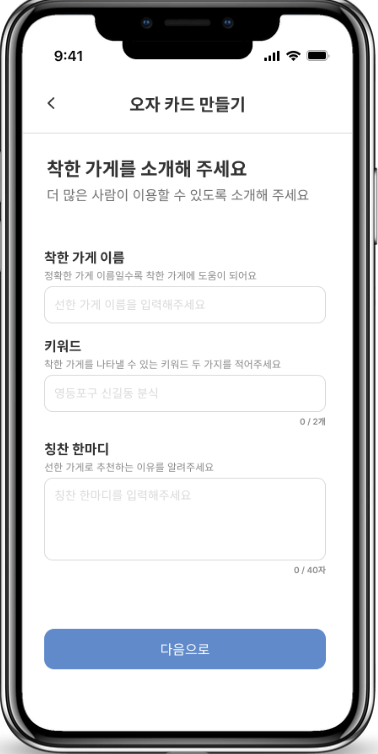 9:41
오자 카드 만들기
착한 가게를 소개해 주세요
더 많은 사람이 이용할 수 있도록 소개해 주세요
착한 가게 이름
정확한 가게 이름일수록 착한 가게에 도움이 되어요
선한 가게 이름을 입력해주세요
키워드
착한 가게를 나타낼 수 있는 키워드 두 가지를 적어주세요
영등포구 신길동 분식
0 / 2개
칭찬 한마디
선한 가게로 추천하는 이유를 알려주세요
칭찬 한마디를 입력해주세요
0 / 40자
다음으로